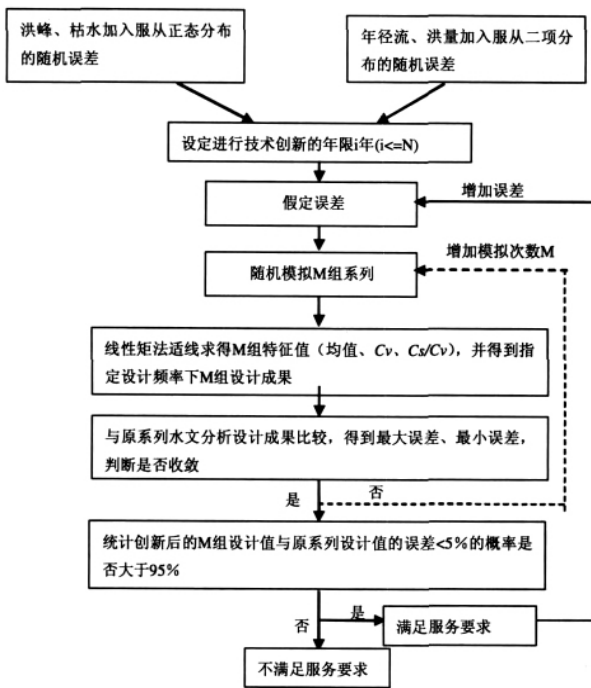 洪峰、枯水加入服从正态分布
的随机误差
年径流、洪量加入服从二项分
布的随机误差
设定进行技术创新的年限i年(i<=N)
增加误差
假定误差
增加模拟次数M
随机模拟M组系列
线性矩法适线求得M组特征值（均值、Cv、Cs/Cv），并得到指
定设计频率下M组设计成果
与原系列水文分析设计成果比较，得到最大误差、最小误差，
判断是否收敛
是
否
统计创新后的M组设计值与原系列设计值的误差<5%的概率是
否大于95%
是
否
满足服务要求
不满足服务要求